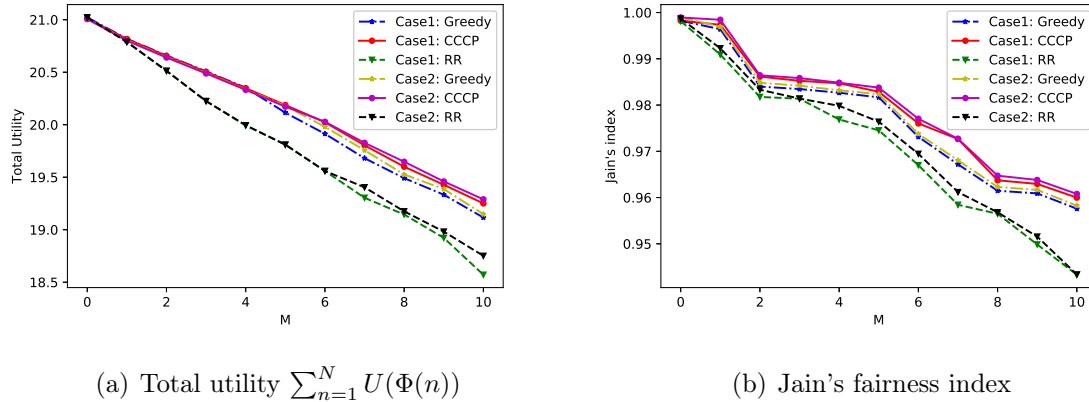 21.0
20.5
20.0
19.5
19.0
18.5
Total Utility
0
2
4
6
8
10
M
Case1: Greedy
Case1: CCCP
Case1: RR
Case2: Greedy
Case2: CCCP
Case2: RR
(a) Total utility $\sum_{n=1}^{N} U(\Phi(n))$
1.00
0.99
0.98
0.97
0.96
0.95
Jain's index
0
2
4
6
8
10
M
Case1: Greedy
Case1: CCCP
Case1: RR
Case2: Greedy
Case2: CCCP
Case2: RR
(b) Jain's fairness index